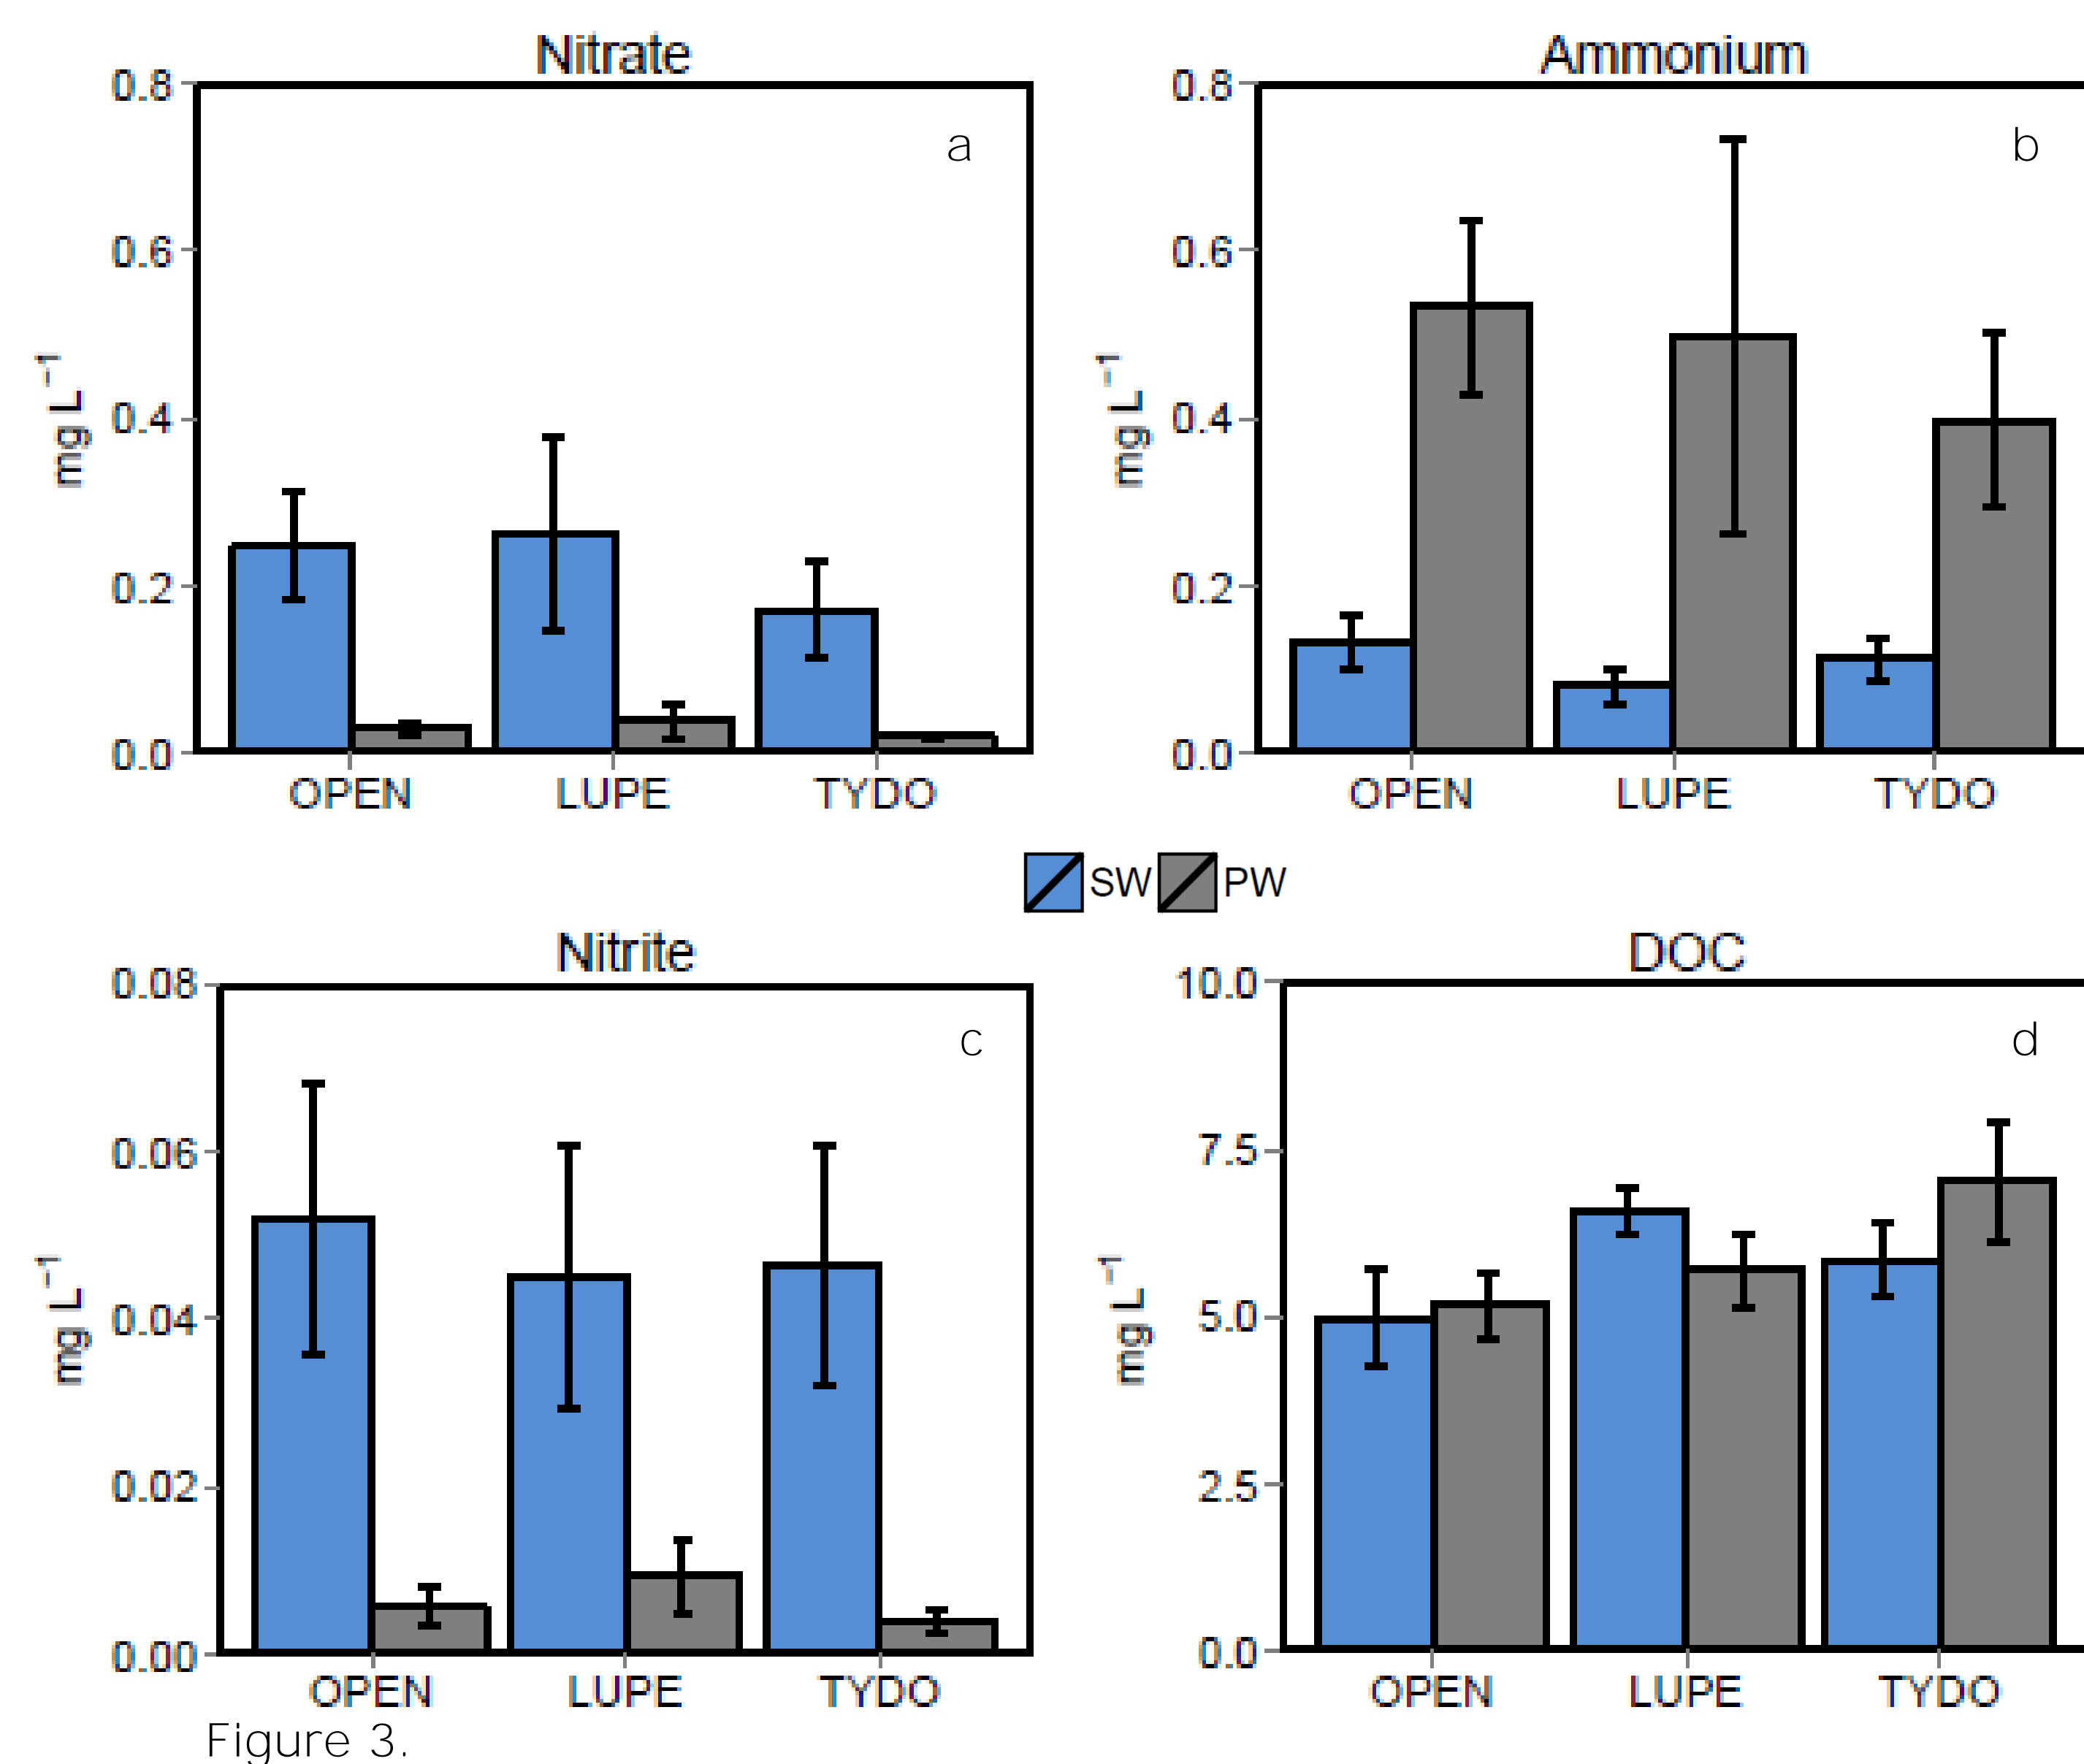 Nitrate
0.8
0.6
0.4
0.2
0.0
mg L⁻¹
a
OPEN LUPE TYDO
Ammonium
0.8
0.6
0.4
0.2
0.0
mg L⁻¹
b
OPEN LUPE TYDO
SW PW
Nitrite
0.08
0.06
0.04
0.02
0.00
mg L⁻¹
c
OPEN LUPE TYDO
DOC
10.0
7.5
5.0
2.5
0.0
mg L⁻¹
d
OPEN LUPE TYDO
Figure 3.